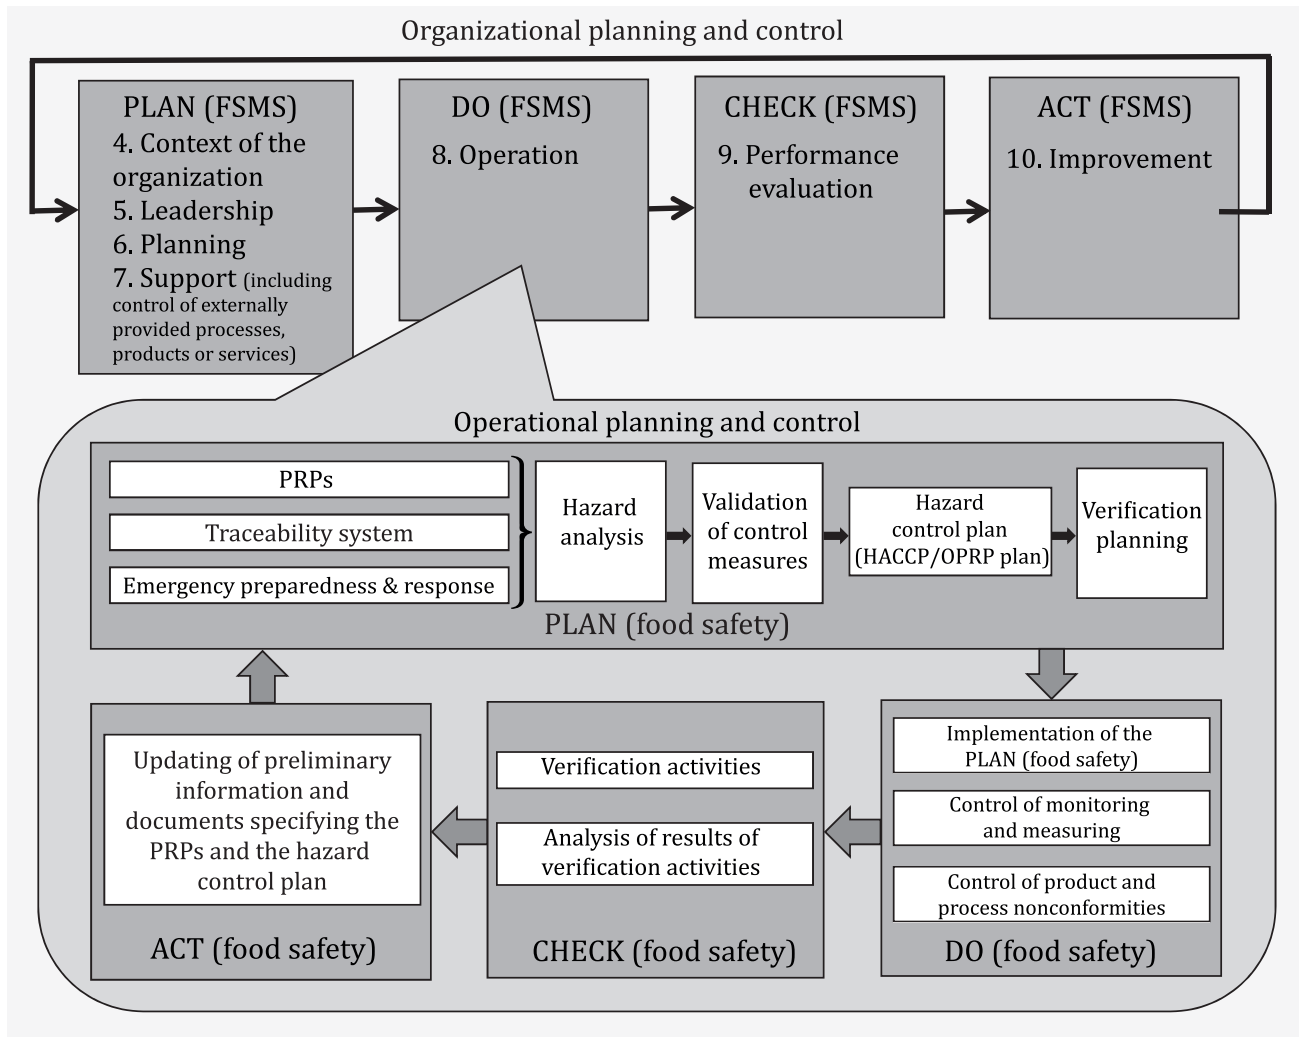 Organizational planning and control
PLAN (FSMS)
4. Context of the
organization
5. Leadership
6. Planning
7. Support (including
control of externally
provided processes,
products or services)
DO (FSMS)
8. Operation
CHECK (FSMS)
9. Performance
evaluation
ACT (FSMS)
10. Improvement
Operational planning and control
PRPs
Traceability system
Emergency preparedness & response
Hazard
analysis
Validation
of control
measures
Hazard
control plan
(HACCP/OPRP plan)
Verification
planning
PLAN (food safety)
Updating of preliminary
information and
documents specifying the
PRPs and the hazard
control plan
ACT (food safety)
Verification activities
Analysis of results of
verification activities
CHECK (food safety)
Implementation of the
PLAN (food safety)
Control of monitoring
and measuring
Control of product and
process nonconformities
DO (food safety)